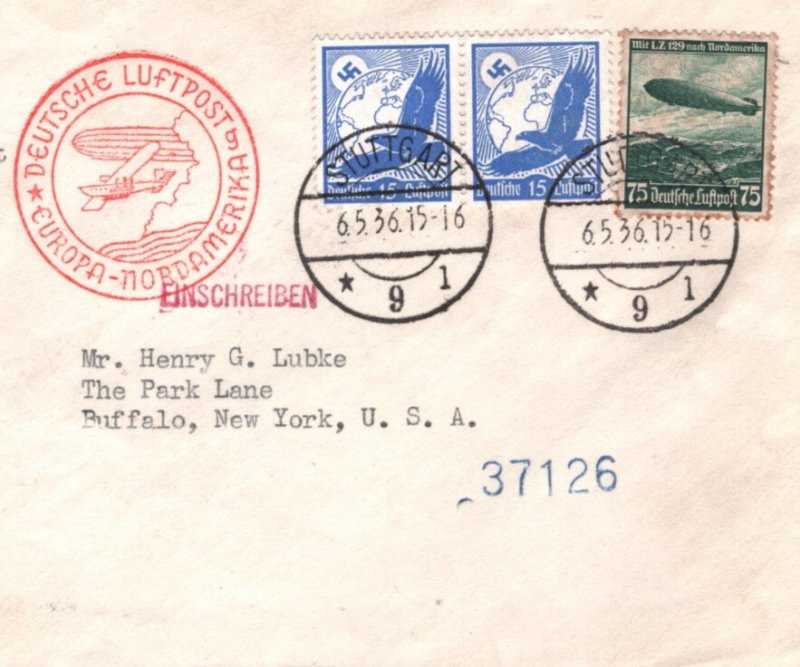 DEUTSCHE LUFTPOST
EUROPA-NORDAMERIKA
15 Deutsche Luftpost
Deutsche 15 Luftpost
Mit LZ 129 nach Nordamerika
75 Deutsche Luftpost 75
STUTTGART
6.5.36.15-16
9 1
STUTTGART
6.5.36.15-16
9 1
EINSCHREIBEN
Mr. Henry G. Lubke
The Park Lane
Buffalo, New York, U. S. A.
37126